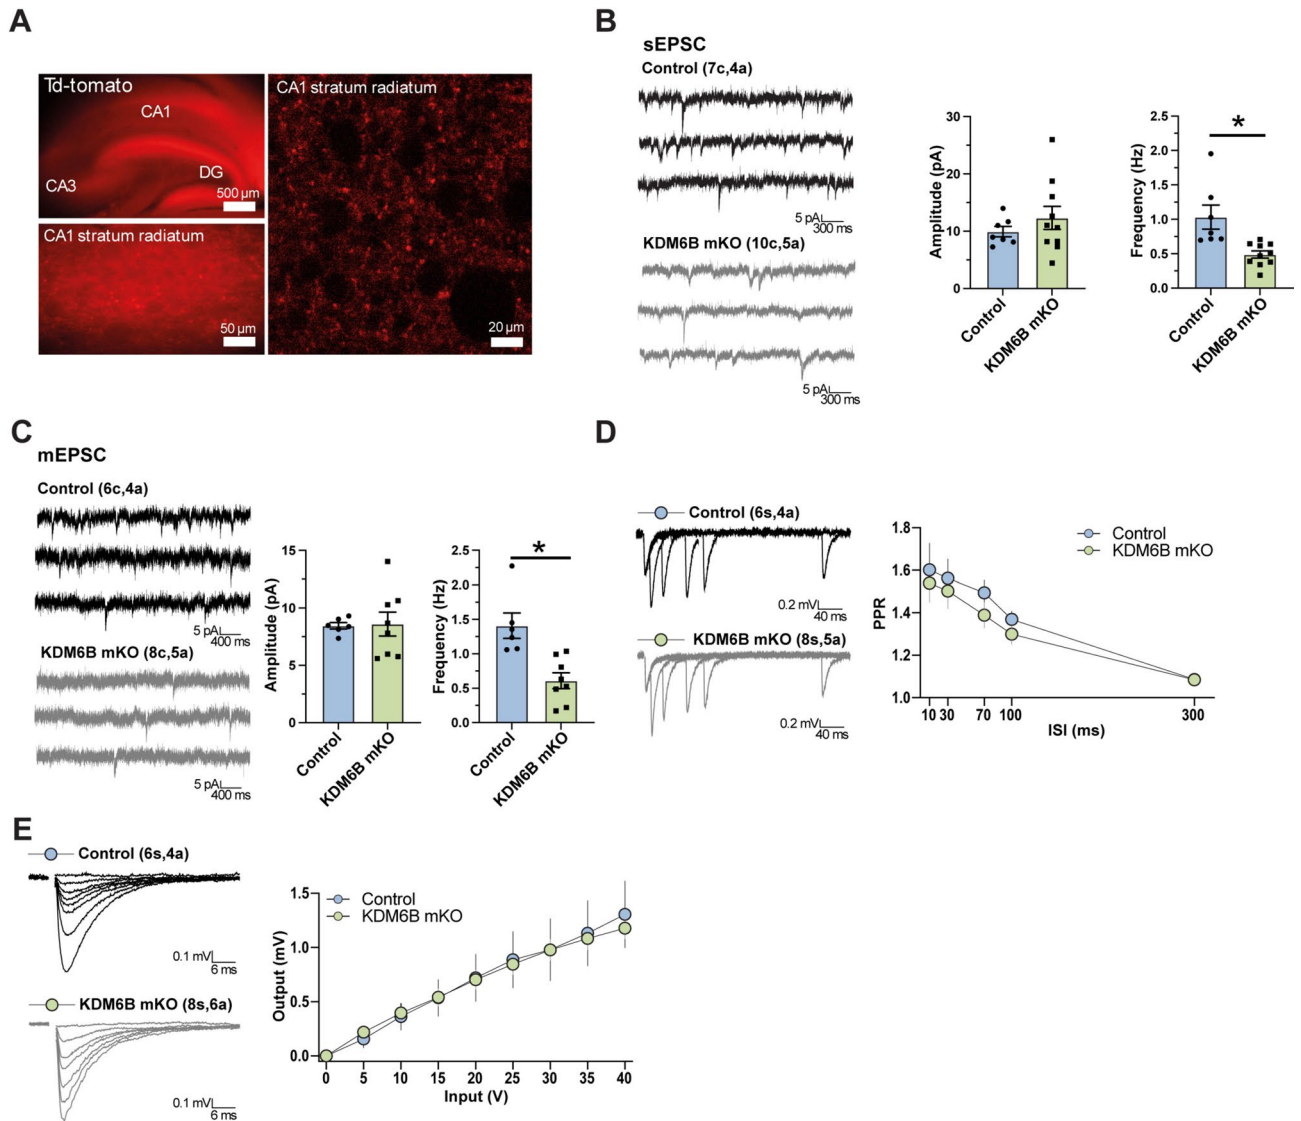 A
Td-tomato
CA1
CA3
DG
500 µm
CA1 stratum radiatum
50 µm
CA1 stratum radiatum
20 µm
B
sEPSC
Control (7c,4a)
5 pA
300 ms
KDM6B mKO (10c,5a)
5 pA
300 ms
Amplitude (pA)
30
20
10
0
Control
KDM6B mKO
Frequency (Hz)
2.5
2.0
1.5
1.0
0.5
0.0
*
Control
KDM6B mKO
C
mEPSC
Control (6c,4a)
5 pA
400 ms
KDM6B mKO (8c,5a)
5 pA
400 ms
Amplitude (pA)
15
10
5
0
Control
KDM6B mKO
Frequency (Hz)
2.5
2.0
1.5
1.0
0.5
0.0
*
Control
KDM6B mKO
D
Control (6s,4a)
0.2 mV
40 ms
KDM6B mKO (8s,5a)
0.2 mV
40 ms
PPR
1.8
1.6
1.4
1.2
1.0
Control
KDM6B mKO
10 30 70 100 300
ISI (ms)
E
Control (6s,4a)
0.1 mV
6 ms
KDM6B mKO (8s,6a)
0.1 mV
6 ms
Output (mV)
1.5
1.0
0.5
0.0
Control
KDM6B mKO
0 5 10 15 20 25 30 35 40
Input (V)